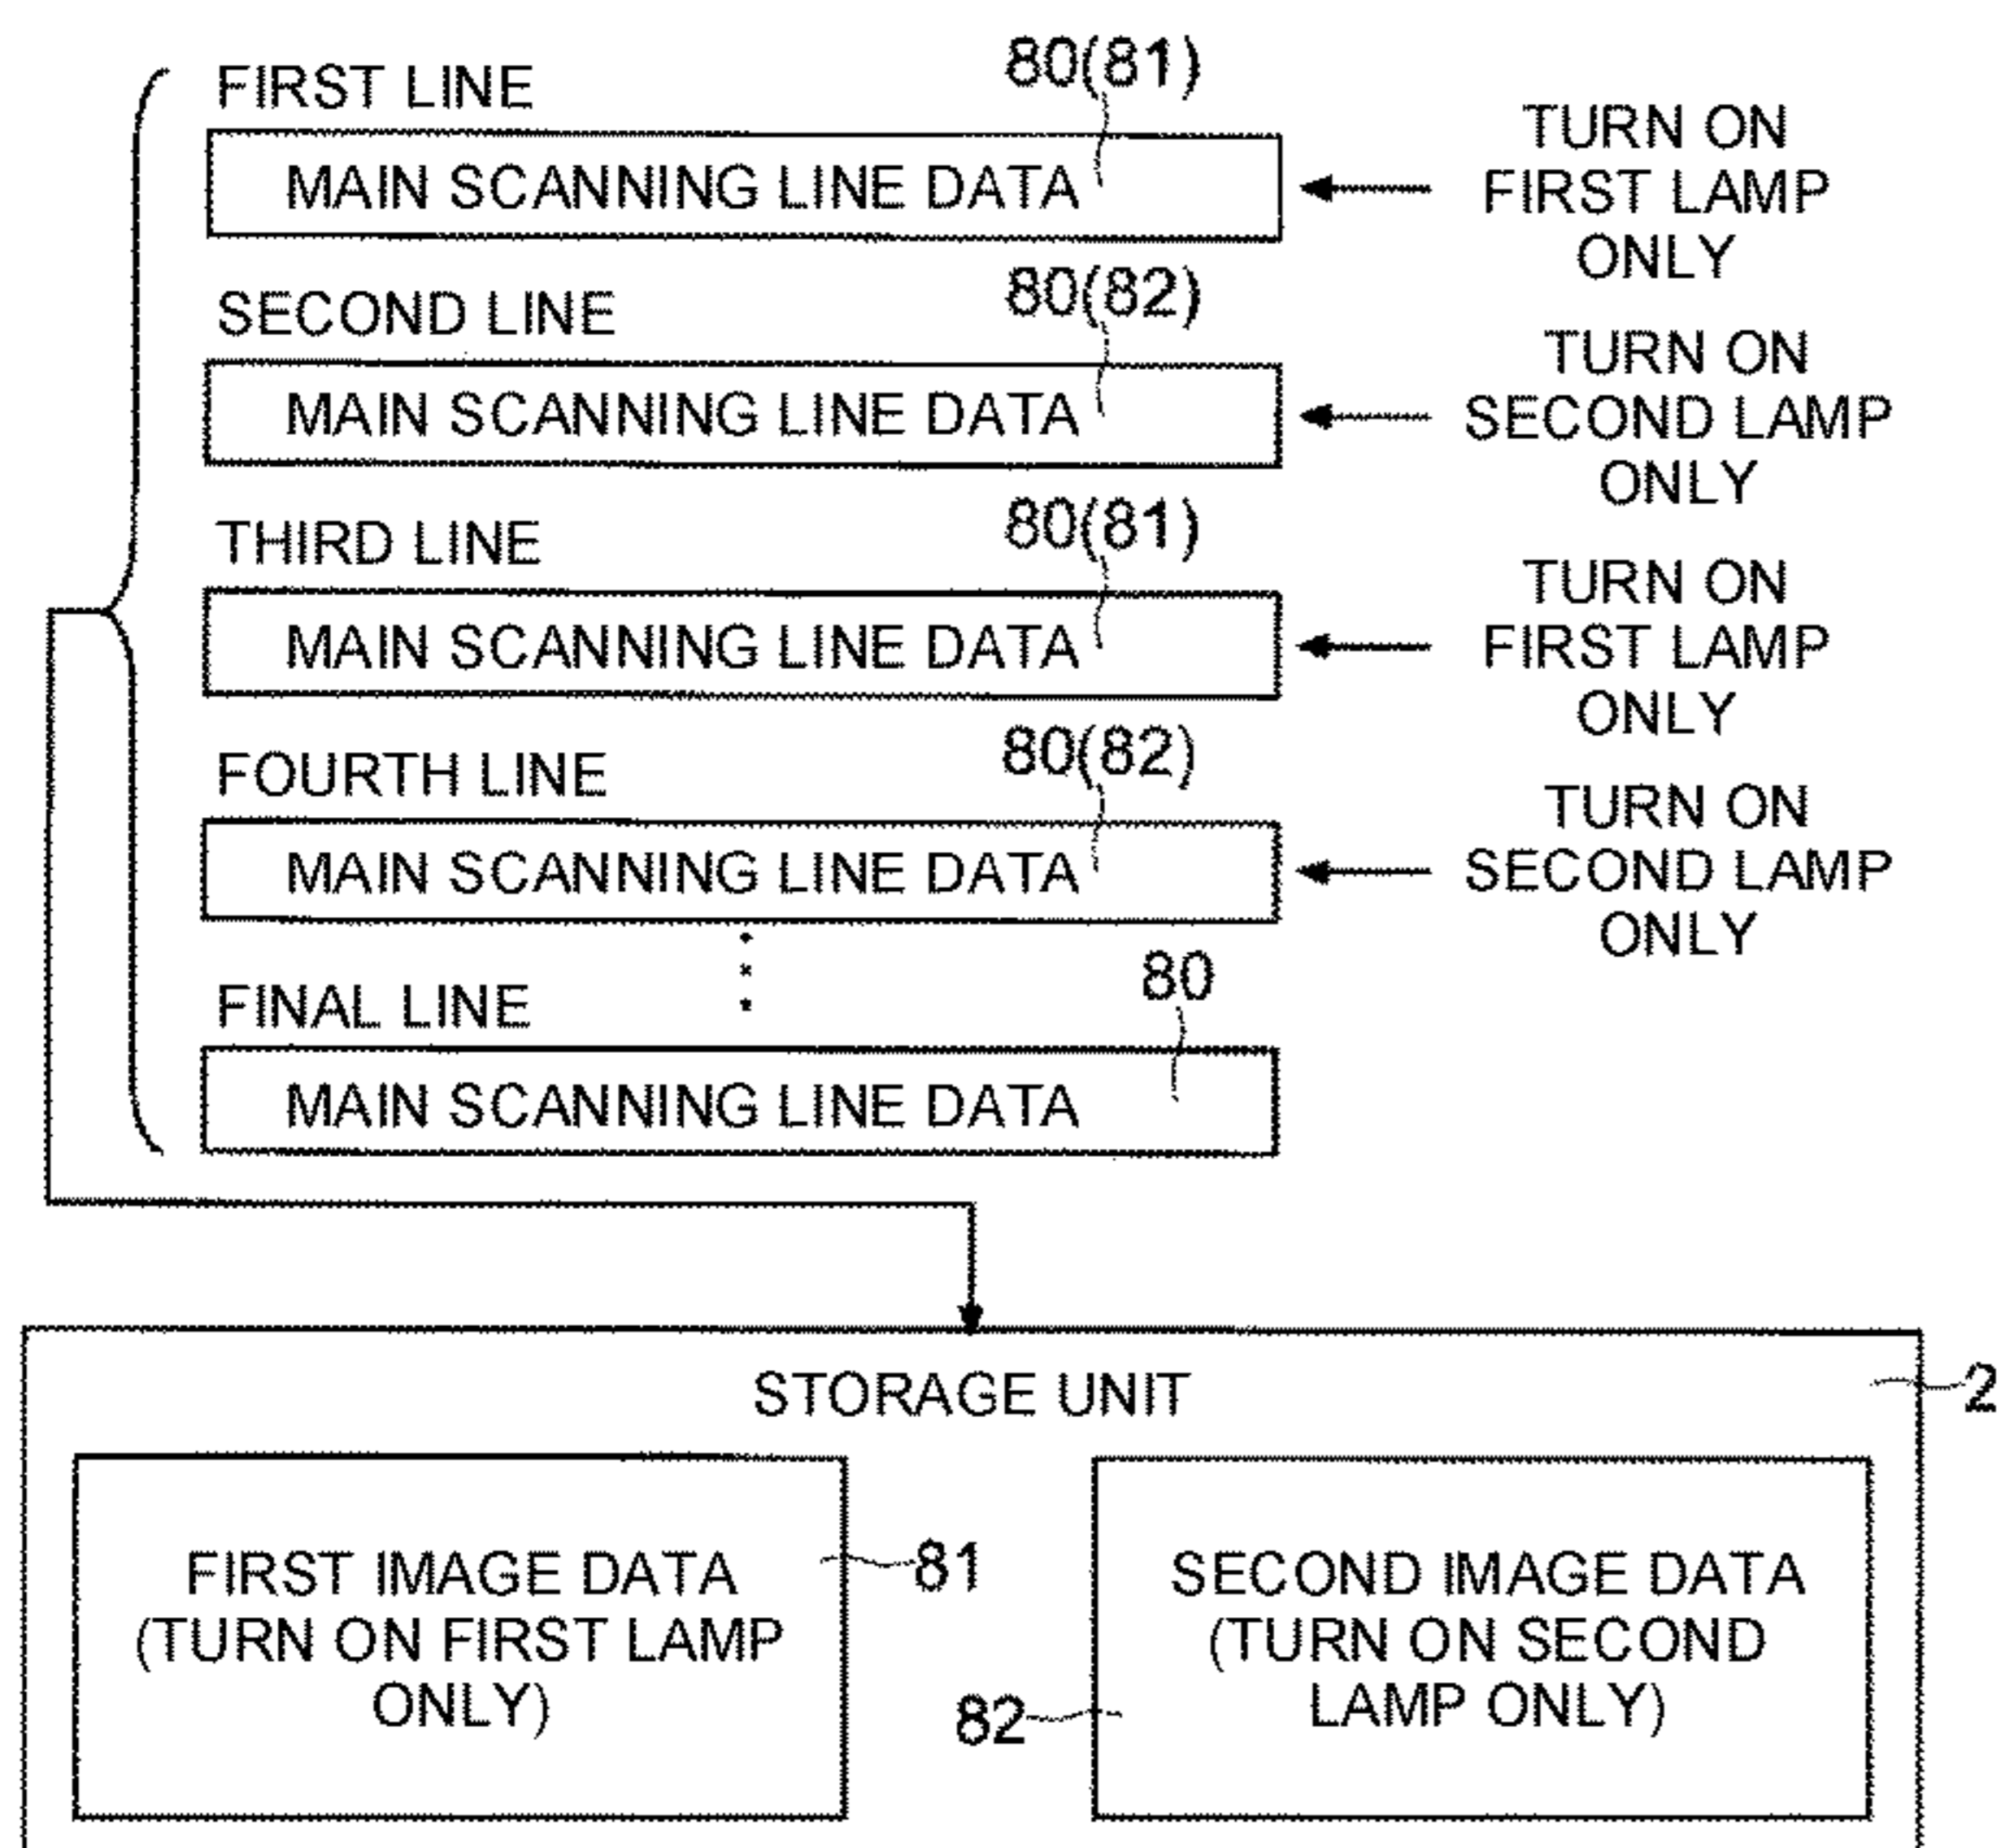 FIRST LINE
80(81)
MAIN SCANNING LINE DATA
TURN ON
FIRST LAMP
ONLY
SECOND LINE
80(82)
MAIN SCANNING LINE DATA
TURN ON
SECOND LAMP
ONLY
THIRD LINE
80(81)
MAIN SCANNING LINE DATA
TURN ON
FIRST LAMP
ONLY
FOURTH LINE
80(82)
MAIN SCANNING LINE DATA
TURN ON
SECOND LAMP
ONLY
FINAL LINE
80
MAIN SCANNING LINE DATA
STORAGE UNIT
2
FIRST IMAGE DATA
(TURN ON FIRST LAMP
ONLY)
81
SECOND IMAGE DATA
(TURN ON SECOND
LAMP ONLY)
82